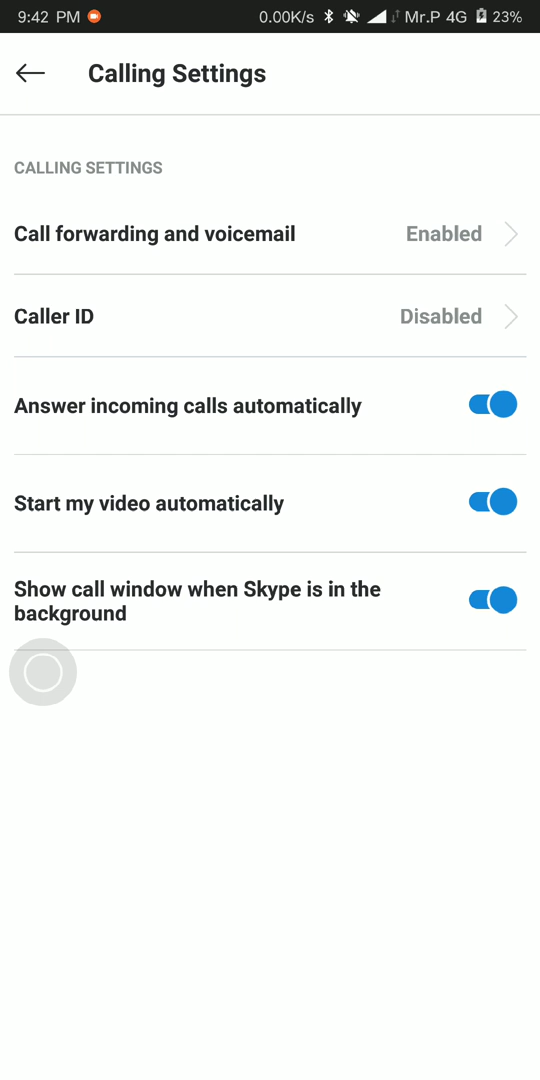 9:42 PM 0.00K/s Mr.P 4G 23%
Calling Settings
CALLING SETTINGS
Call forwarding and voicemail Enabled
Caller ID Disabled
Answer incoming calls automatically
Start my video automatically
Show call window when Skype is in the
background